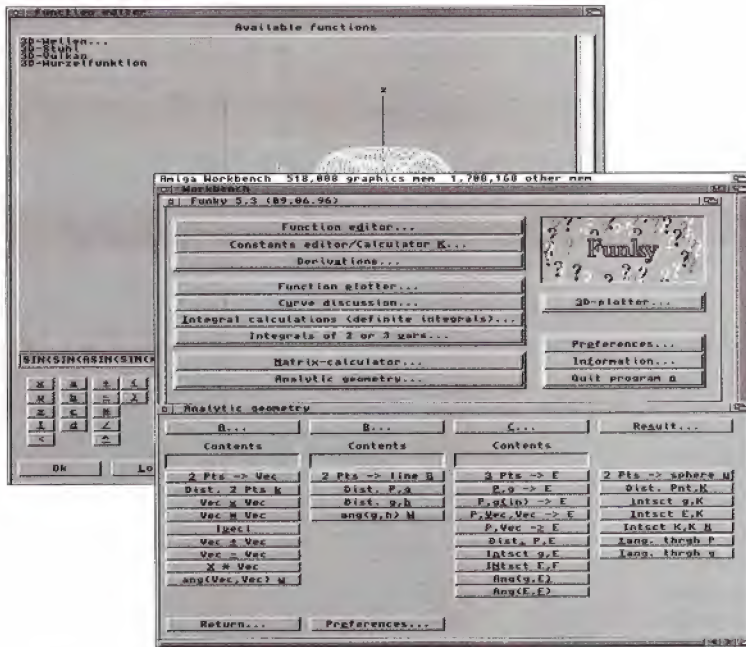 Function editor
Available functions
3D-Wellen...
3D-Stuhl
3D-Vulkan
3D-Wurzelfunktion
Amiga Workbench 518,008 graphics mem 1,708,160 other mem
Workbench
Funky 5.3 (09.06.96)
Function editor...
Constants editor/Calculator K...
Derivations...
Function plotter...
Curve discussion...
Integral calculations (definite integrals)...
Integrals of 2 or 3 vars...
Matrix-calculator...
Analytic geometry...
Funky
3D-plotter...
Preferences...
Information...
Quit program
Analytic geometry
A... B... C... Result...
Contents Contents Contents
2 Pts -> Vec 2 Pts -> line 3 Pts -> E 2 Pts -> sphere
Dist. 2 Pts Dist. P,g P,g -> E Dist. Pnt,K
Vec x Vec Dist. g,h P,g(in) -> E Intsct g,K
Vec * Vec ang(g,h) P,Vec,Vec -> E Intsct E,K
|Vec| P,Vec -> E Intsct K,K
Vec + Vec Dist. P,E Tang. thrgh P
Vec - Vec Intsct g,E Tang. thrgh g
X * Vec Intsct E,F
ang(Vec,Vec) Ang(g,E)
Ang(E,E)
Ok
Return... Preferences...